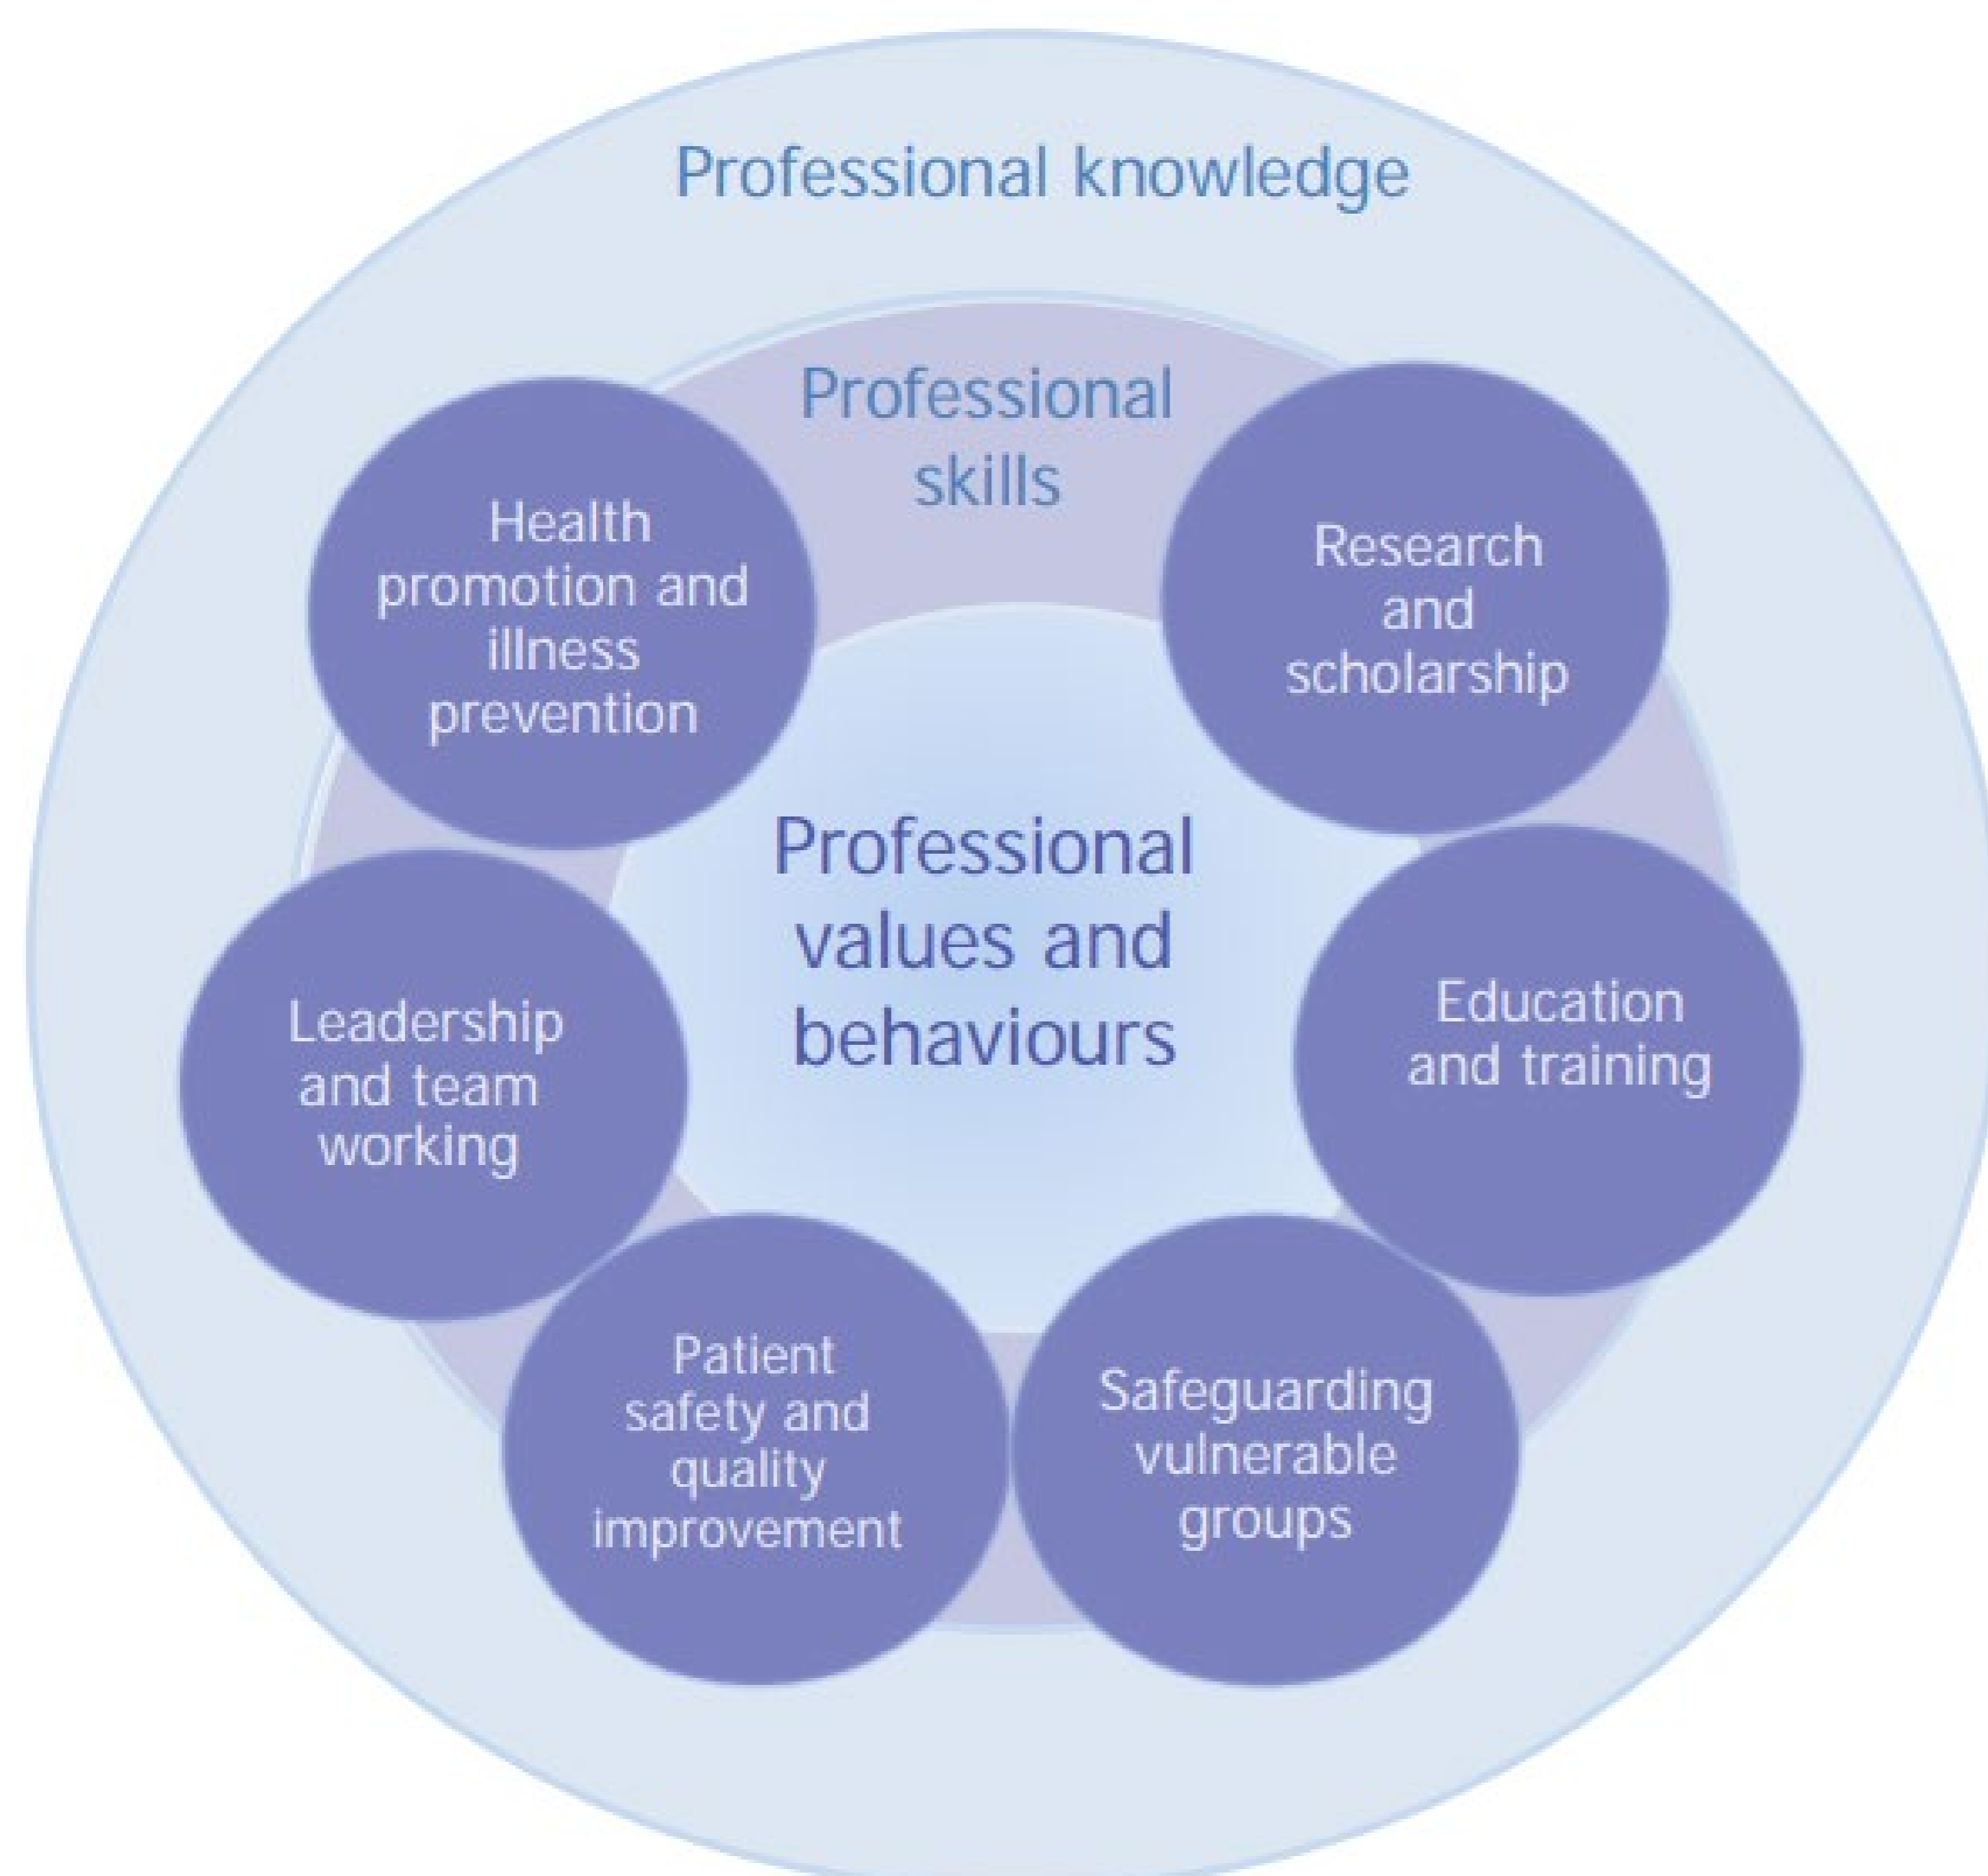 Professional knowledge
Professional
skills
Health
promotion and
illness
prevention
Research
and
scholarship
Professional
values and
behaviours
Leadership
and team
working
Education
and training
Patient
safety and
quality
improvement
Safeguarding
vulnerable
groups